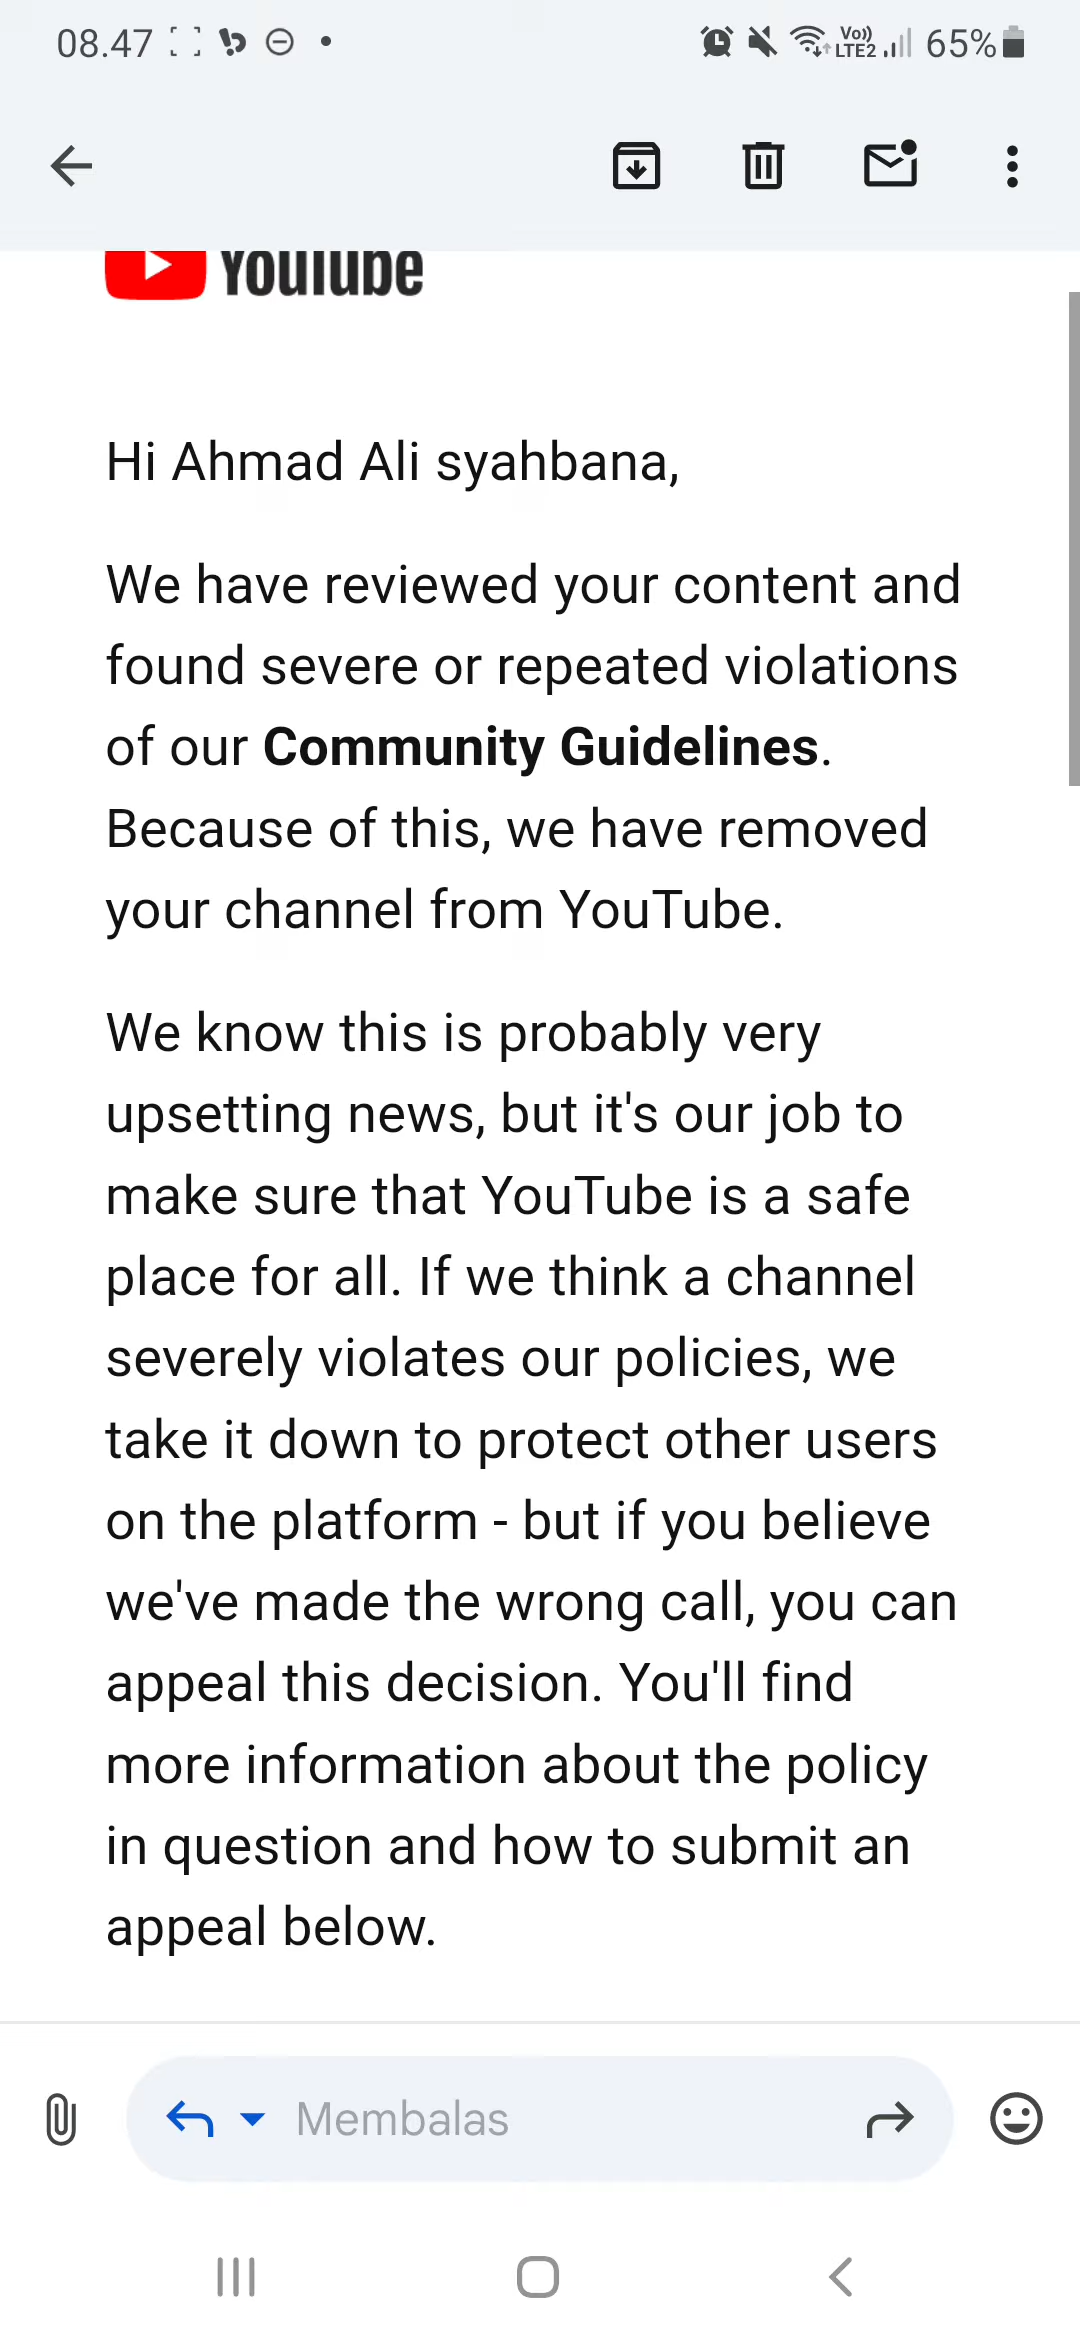 08.47
Vo))
LTE2
65%
YouTube
Hi Ahmad Ali syahbana,
We have reviewed your content and
found severe or repeated violations
of our Community Guidelines.
Because of this, we have removed
your channel from YouTube.
We know this is probably very
upsetting news, but it's our job to
make sure that YouTube is a safe
place for all. If we think a channel
severely violates our policies, we
take it down to protect other users
on the platform - but if you believe
we've made the wrong call, you can
appeal this decision. You'll find
more information about the policy
in question and how to submit an
appeal below.
Membalas